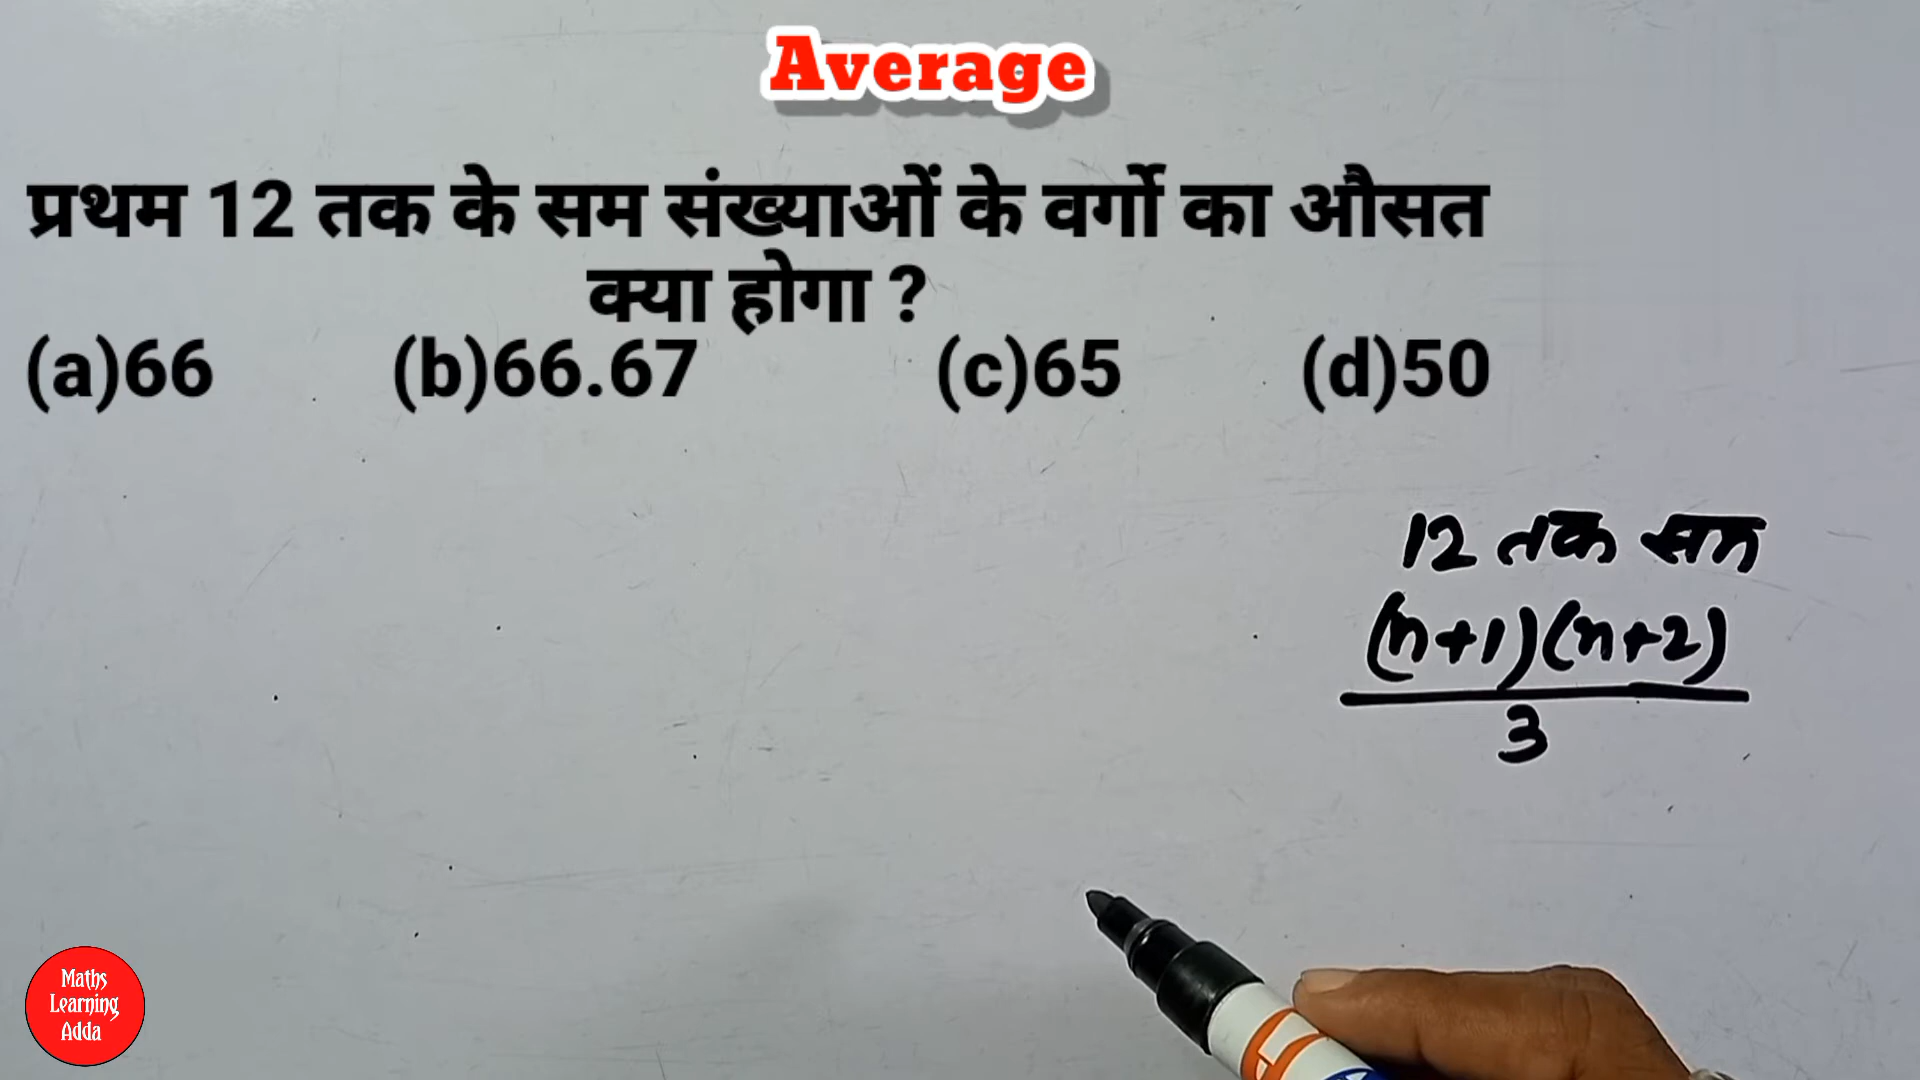 Average
प्रथम 12 तक के सम संख्याओं के वर्गो का औसत
क्या होगा ?
(a)66 (b)66.67 (c)65 (d)50
12 तक सम
(n+1)(n+2)
3
Maths
Learning
Adda